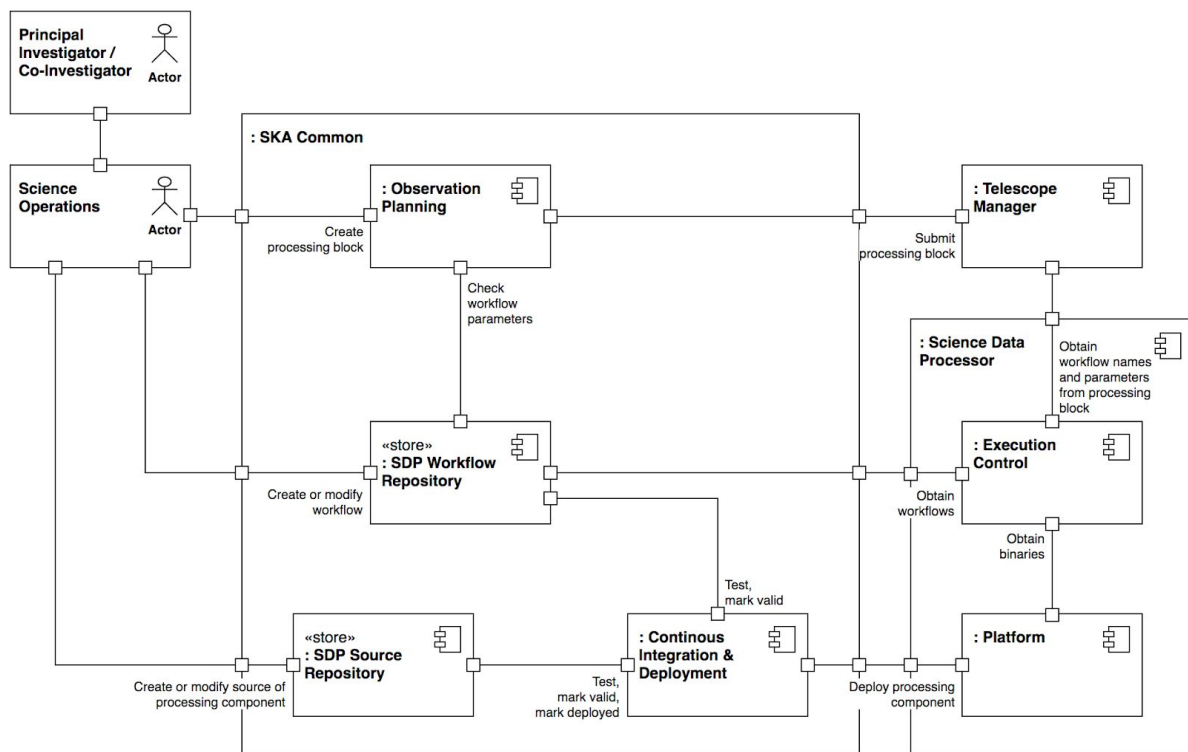 Principal
Investigator /
Co-Investigator
Actor
: SKA Common
Science
Operations
Actor
: Observation
Planning
: Telescope
Manager
Create
processing block
Submit
processing block
Check
workflow
parameters
: Science Data
Processor
Obtain
workflow names
and parameters
from processing
block
«store»
: SDP Workflow
Repository
: Execution
Control
Create or modify
workflow
Obtain
workflows
Obtain
binaries
Test,
mark valid
«store»
: SDP Source
Repository
: Continous
Integration &
Deployment
: Platform
Create or modify source of
processing component
Test,
mark valid,
mark deployed
Deploy processing
component